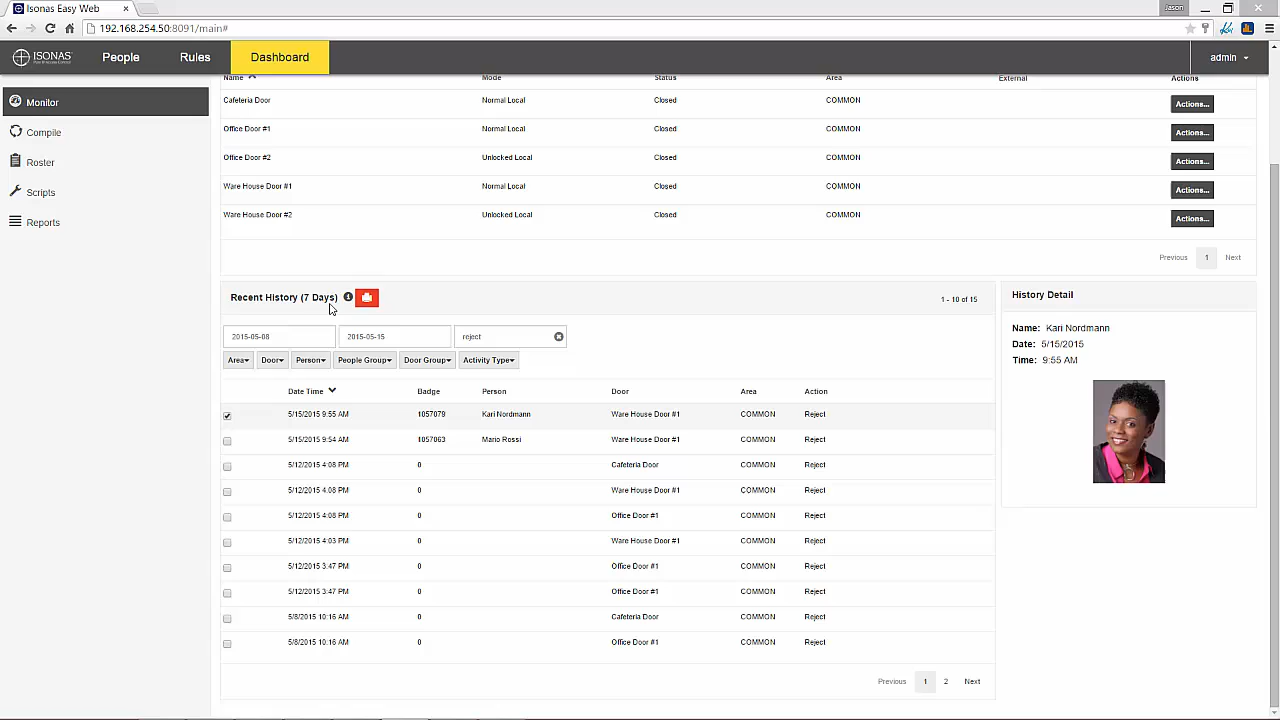 Isonas Easy Web
Jason
192.168.254.50:8091/main#
ISONAS People Rules Dashboard admin
Monitor
Compile
Roster
Scripts
Reports
Name Mode Status Area External Actions
Cafeteria Door Normal Local Closed COMMON Actions...
Office Door #1 Normal Local Closed COMMON Actions...
Office Door #2 Unlocked Local Closed COMMON Actions...
Ware House Door #1 Normal Local Closed COMMON Actions...
Ware House Door #2 Unlocked Local Closed COMMON Actions...
Previous 1 Next
Recent History (7 Days) 1 - 10 of 15
2015-05-08 2015-05-15 reject
Area Door Person People Group Door Group Activity Type
Date Time Badge Person Door Area Action
5/15/2015 9:55 AM 1057079 Kari Nordmann Ware House Door #1 COMMON Reject
5/15/2015 9:54 AM 1057063 Mario Rossi Ware House Door #1 COMMON Reject
5/12/2015 4:08 PM 0 Cafeteria Door COMMON Reject
5/12/2015 4:08 PM 0 Ware House Door #1 COMMON Reject
5/12/2015 4:08 PM 0 Office Door #1 COMMON Reject
5/12/2015 4:03 PM 0 Ware House Door #1 COMMON Reject
5/12/2015 3:47 PM 0 Office Door #1 COMMON Reject
5/12/2015 3:47 PM 0 Office Door #1 COMMON Reject
5/8/2015 10:16 AM 0 Cafeteria Door COMMON Reject
5/8/2015 10:16 AM 0 Office Door #1 COMMON Reject
Previous 1 2 Next
History Detail
Name: Kari Nordmann
Date: 5/15/2015
Time: 9:55 AM